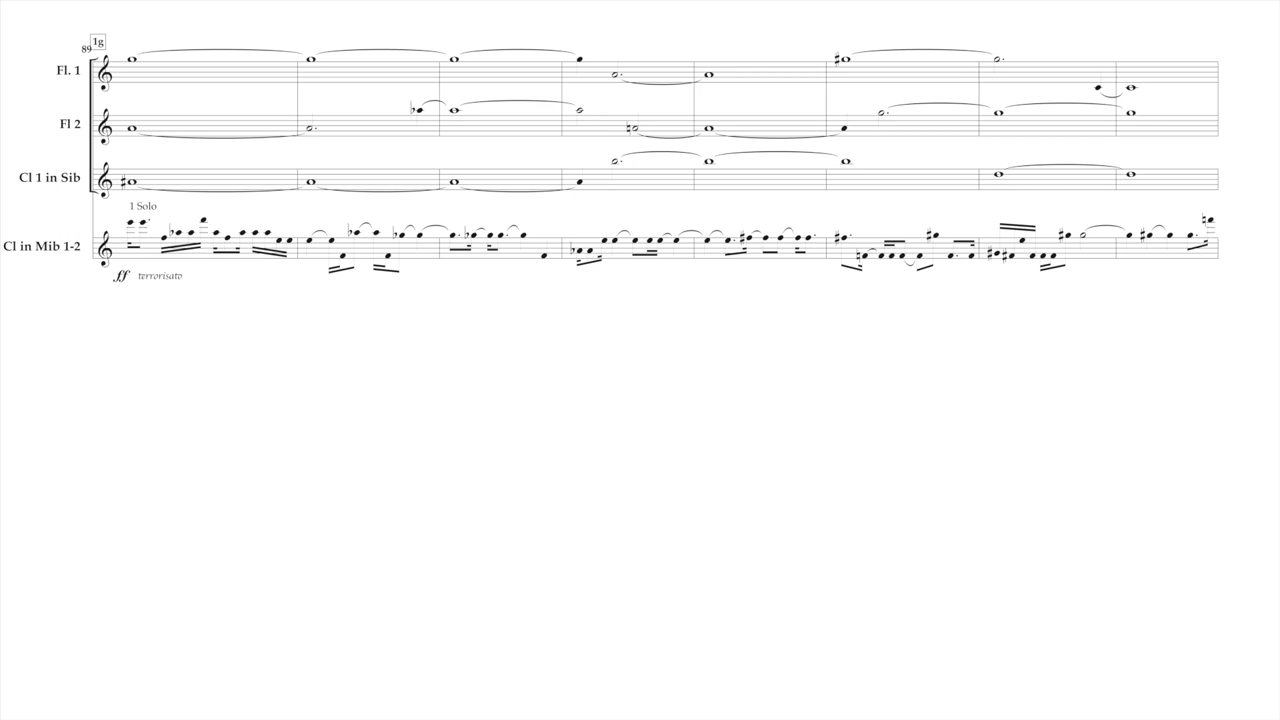 1g
89
Fl. 1
Fl 2
Cl 1 in Sib
1 Solo
Cl in Mib 1-2
ff terrorisato